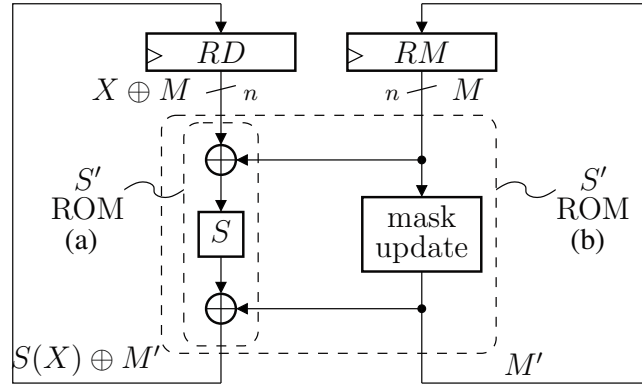 RD RM
X ⊕ M n n M
S′ S′
ROM ROM
(a) (b)
S
mask
update
S(X) ⊕ M′ M′